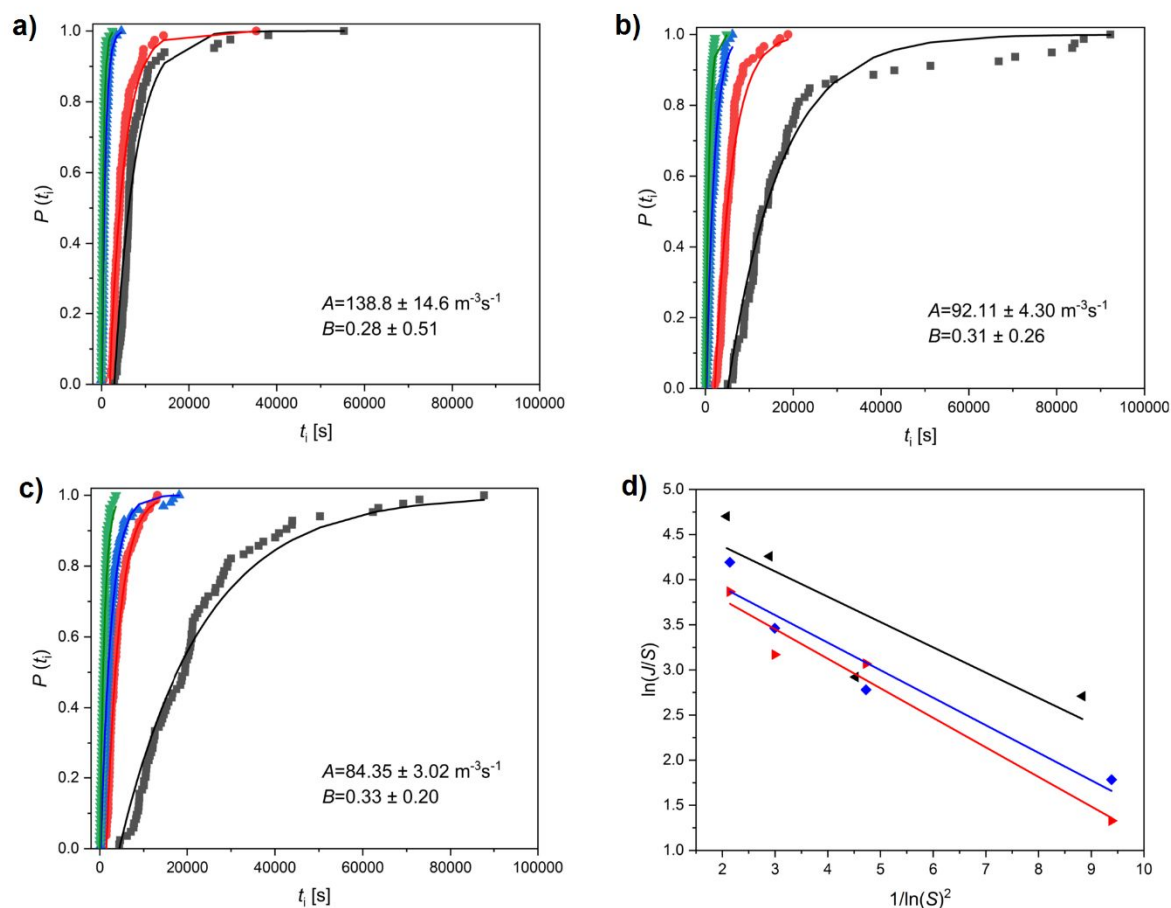 a)
1.0
0.8
0.6
0.4
0.2
0.0
P (tᵢ)
A=138.8 ± 14.6 m⁻³s⁻¹
B=0.28 ± 0.51
0 20000 40000 60000 80000 100000
tᵢ [s]
b)
1.0
0.8
0.6
0.4
0.2
0.0
P (tᵢ)
A=92.11 ± 4.30 m⁻³s⁻¹
B=0.31 ± 0.26
0 20000 40000 60000 80000 100000
tᵢ [s]
c)
1.0
0.8
0.6
0.4
0.2
0.0
P (tᵢ)
A=84.35 ± 3.02 m⁻³s⁻¹
B=0.33 ± 0.20
0 20000 40000 60000 80000 100000
tᵢ [s]
d)
5.0
4.5
4.0
3.5
3.0
2.5
2.0
1.5
1.0
ln(J/S)
2 3 4 5 6 7 8 9 10
1/ln(S)²